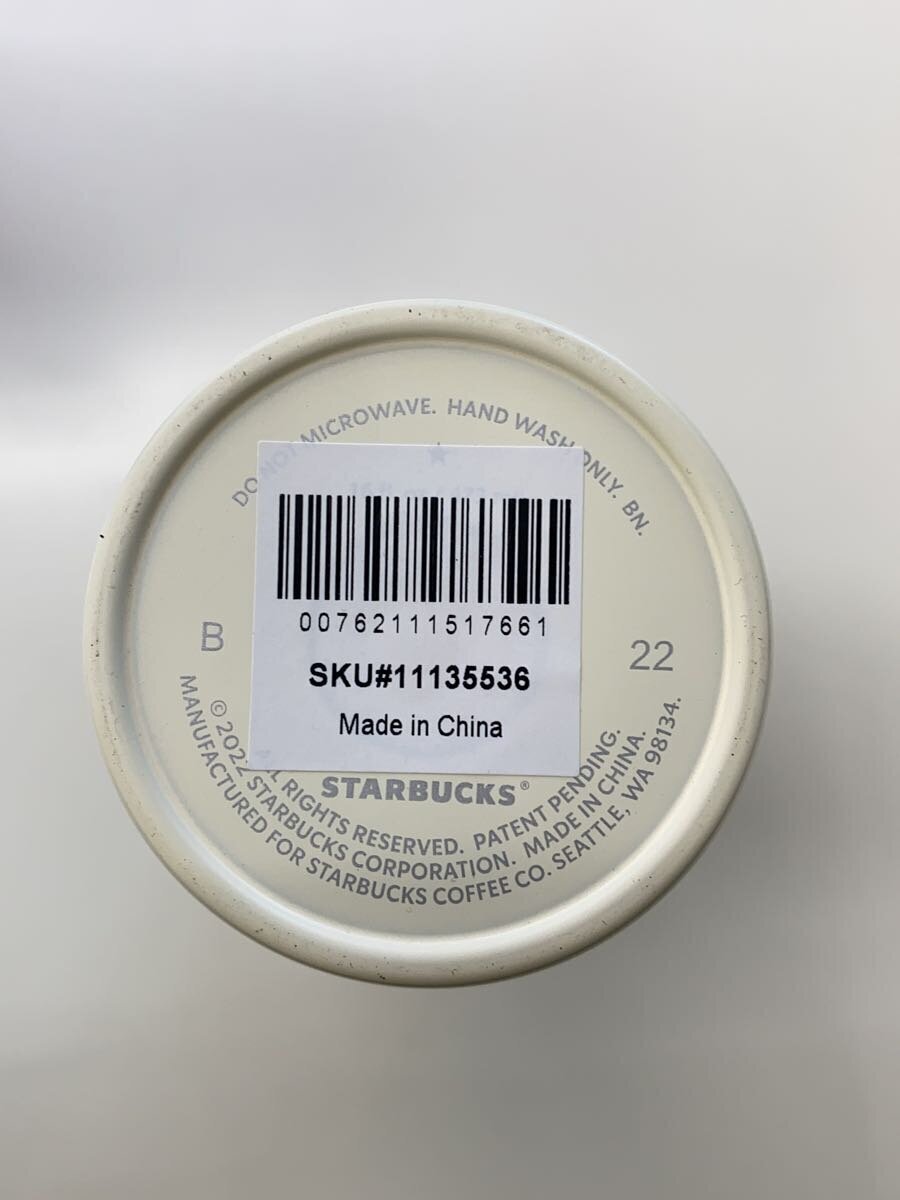 DO NOT MICROWAVE. HAND WASH ONLY. BN.
00762111517661
SKU#11135536
Made in China
B
22
STARBUCKS®
RIGHTS RESERVED. PATENT PENDING.
© 2022 STARBUCKS CORPORATION. MADE IN CHINA.
MANUFACTURED FOR STARBUCKS COFFEE CO. SEATTLE, WA 98134.